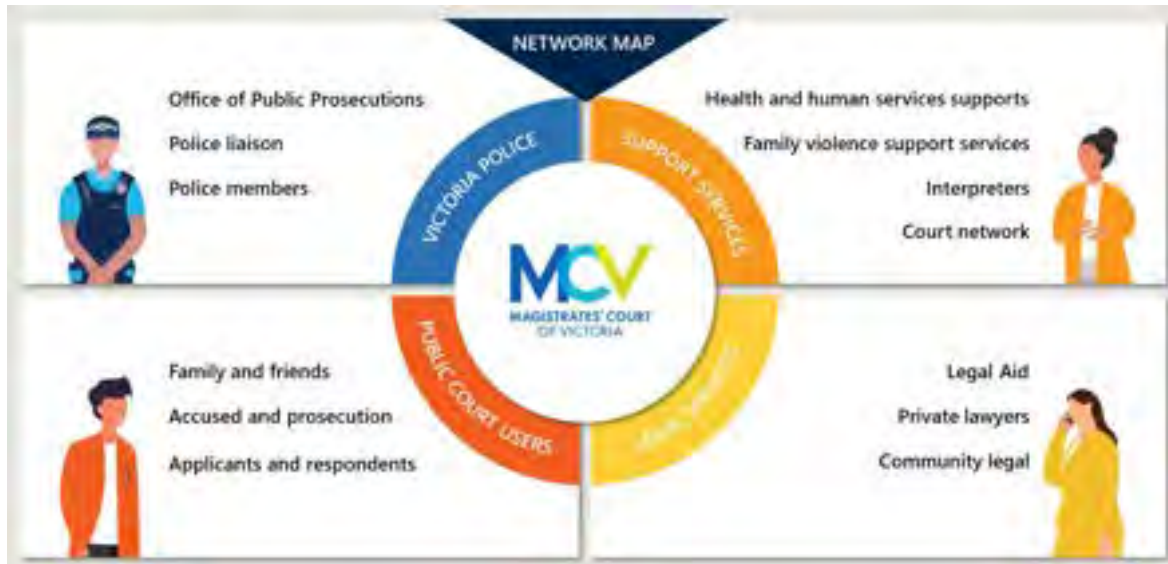 NETWORK MAP
Office of Public Prosecutions
Police liaison
Police members
VICTORIA POLICE
Health and human services supports
Family violence support services
Interpreters
Court network
SUPPORT SERVICES
MCV
MAGISTRATES' COURT
OF VICTORIA
Family and friends
Accused and prosecution
Applicants and respondents
PUBLIC COURT USERS
Legal Aid
Private lawyers
Community legal